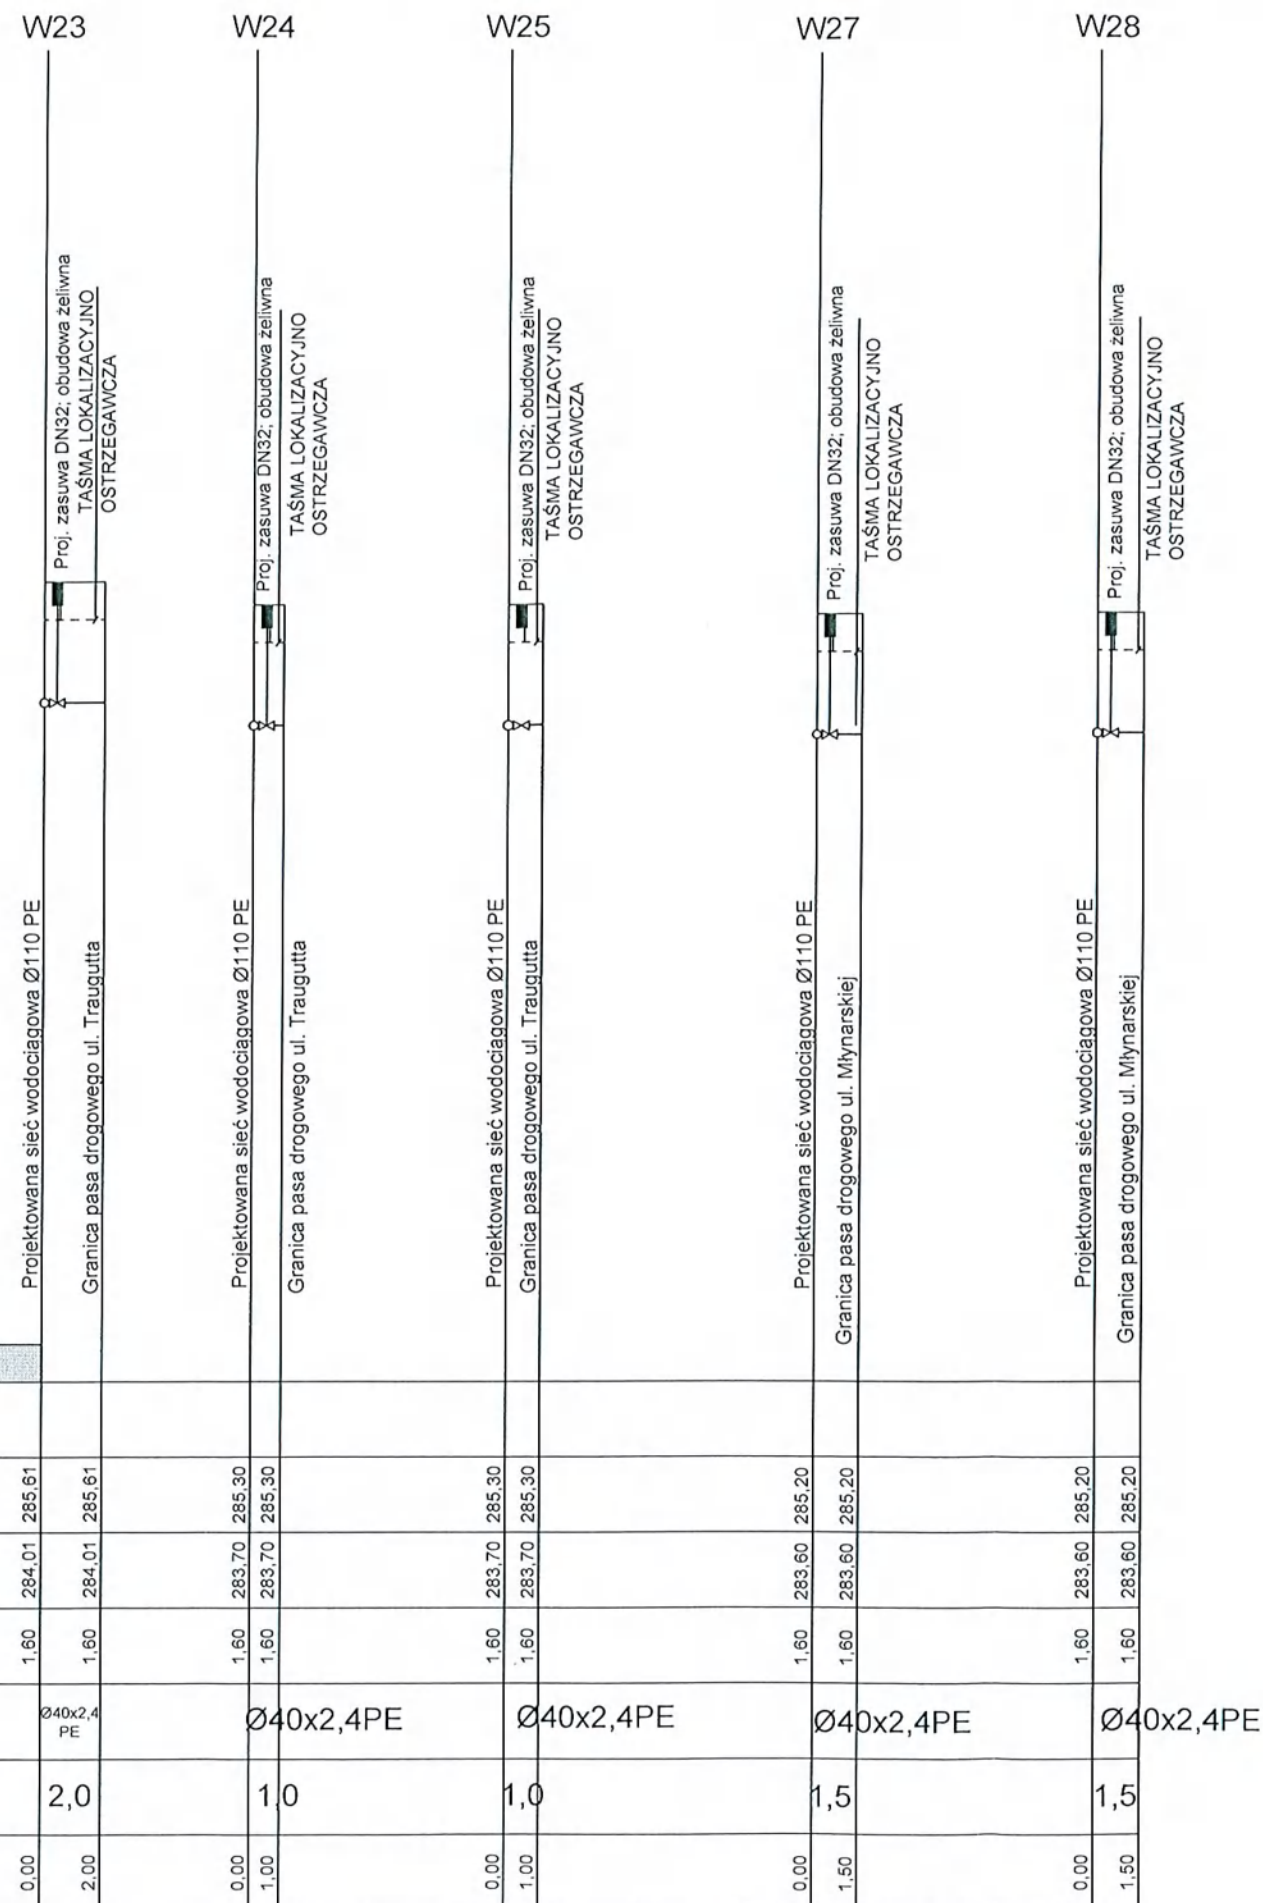 W23
W24
W25
W27
W28
Proj. zasuwa DN32; obudowa żeliwna
TAŚMA LOKALIZACYJNO
OSTRZEGAWCZA
Proj. zasuwa DN32; obudowa żeliwna
TAŚMA LOKALIZACYJNO
OSTRZEGAWCZA
Proj. zasuwa DN32; obudowa żeliwna
TAŚMA LOKALIZACYJNO
OSTRZEGAWCZA
Proj. zasuwa DN32; obudowa żeliwna
TAŚMA LOKALIZACYJNO
OSTRZEGAWCZA
Proj. zasuwa DN32; obudowa żeliwna
TAŚMA LOKALIZACYJNO
OSTRZEGAWCZA
Projektowana sieć wodociągowa Ø110 PE
Granica pasa drogowego ul. Traugutta
Projektowana sieć wodociągowa Ø110 PE
Granica pasa drogowego ul. Traugutta
Projektowana sieć wodociągowa Ø110 PE
Granica pasa drogowego ul. Traugutta
Projektowana sieć wodociągowa Ø110 PE
Granica pasa drogowego ul. Młynarskiej
Projektowana sieć wodociągowa Ø110 PE
Granica pasa drogowego ul. Młynarskiej
285,61
285,61
285,30
285,30
285,30
285,30
285,20
285,20
285,20
285,20
284,01
284,01
283,70
283,70
283,70
283,70
283,60
283,60
283,60
283,60
1,60
1,60
1,60
1,60
1,60
1,60
1,60
1,60
1,60
1,60
Ø40x2,4
PE
Ø40x2,4PE
Ø40x2,4PE
Ø40x2,4PE
Ø40x2,4PE
2,0
1,0
1,0
1,5
1,5
0,00
2,00
0,00
1,00
0,00
1,00
0,00
1,50
0,00
1,50